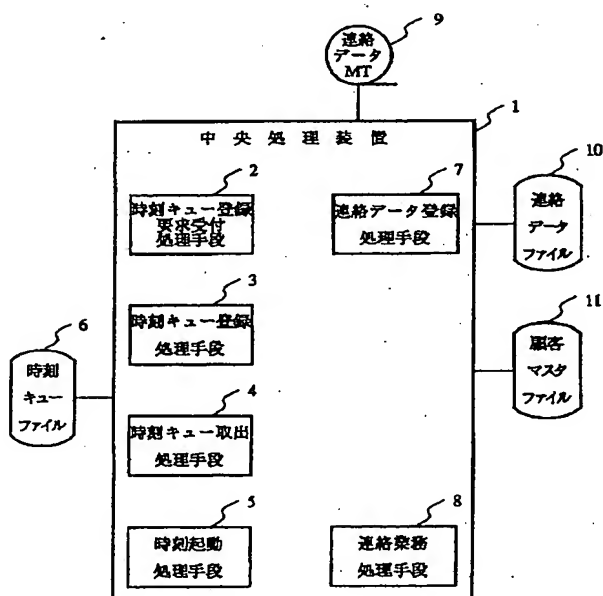 9
連絡
データ
MT
1
中央処理装置
2
時刻キュー登録
要求受付
処理手段
7
連絡データ登録
処理手段
10
連絡
データ
ファイル
3
時刻キュー登録
処理手段
6
時刻
キュー
ファイル
11
顧客
マスタ
ファイル
4
時刻キュー取出
処理手段
5
時刻起動
処理手段
8
連絡業務
処理手段